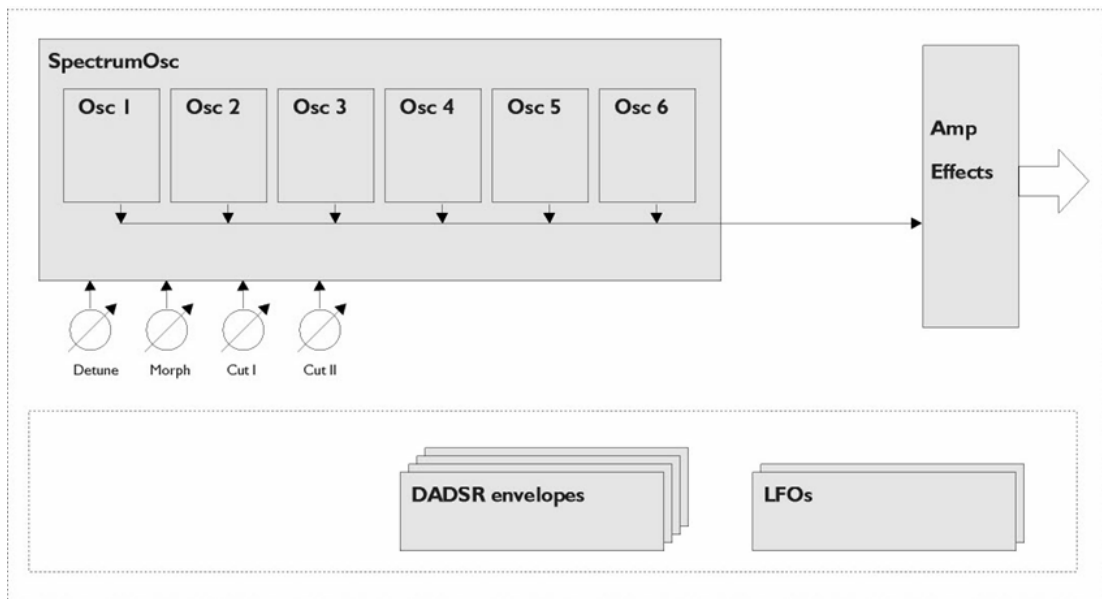 SpectrumOsc
Osc 1
Osc 2
Osc 3
Osc 4
Osc 5
Osc 6
Amp
Effects
Detune
Morph
Cut I
Cut II
DADSR envelopes
LFOs